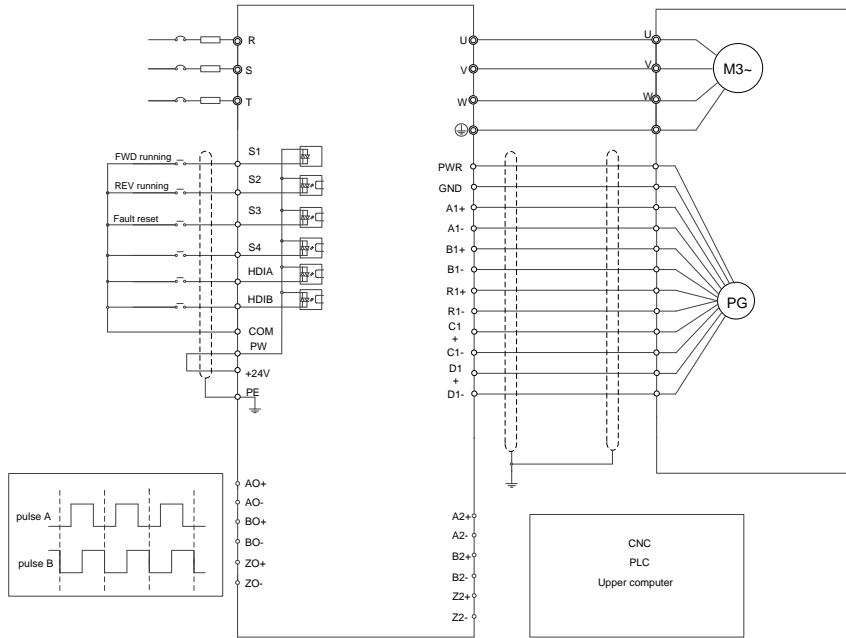 R
S
T
U
V
W
U
V
W
M3~
FWD running
REV running
Fault reset
S1
S2
S3
S4
HDIA
HDIB
COM
PW
+24V
PE
PWR
GND
A1+
A1-
B1+
B1-
R1+
R1-
C1
+
C1-
D1
+
D1-
PG
pulse A
pulse B
AO+
AO-
BO+
BO-
ZO+
ZO-
A2+
A2-
B2+
B2-
Z2+
Z2-
CNC
PLC
Upper computer